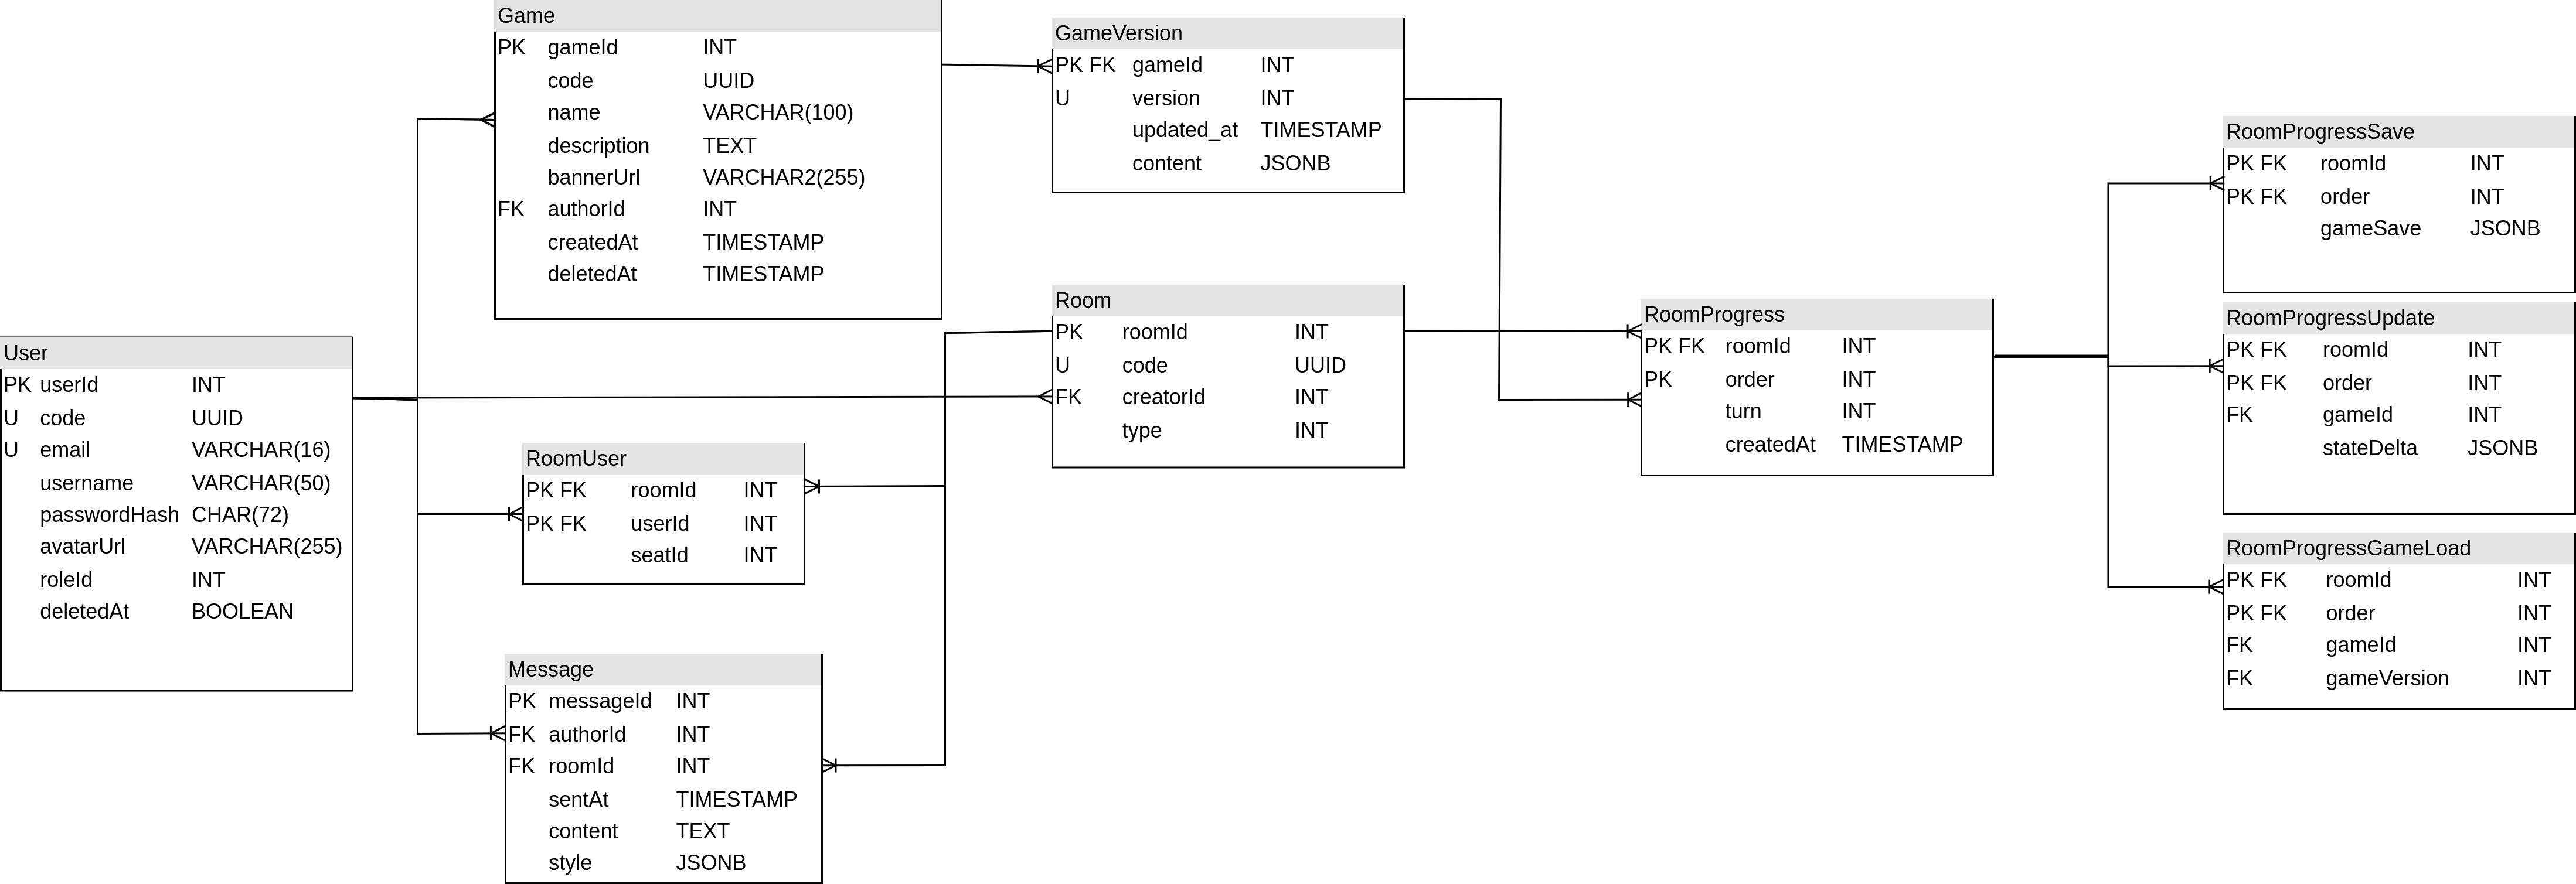 Game
PK gameId INT
code UUID
name VARCHAR(100)
description TEXT
bannerUrl VARCHAR2(255)
FK authorId INT
createdAt TIMESTAMP
deletedAt TIMESTAMP
GameVersion
PK FK gameId INT
U version INT
updated_at TIMESTAMP
content JSONB
User
PK userId INT
U code UUID
U email VARCHAR(16)
username VARCHAR(50)
passwordHash CHAR(72)
avatarUrl VARCHAR(255)
roleId INT
deletedAt BOOLEAN
Room
PK roomId INT
U code UUID
FK creatorId INT
type INT
RoomUser
PK FK roomId INT
PK FK userId INT
seatId INT
Message
PK messageId INT
FK authorId INT
FK roomId INT
sentAt TIMESTAMP
content TEXT
style JSONB
RoomProgress
PK FK roomId INT
PK order INT
turn INT
createdAt TIMESTAMP
RoomProgressSave
PK FK roomId INT
PK FK order INT
gameSave JSONB
RoomProgressUpdate
PK FK roomId INT
PK FK order INT
FK gameId INT
stateDelta JSONB
RoomProgressGameLoad
PK FK roomId INT
PK FK order INT
FK gameId INT
FK gameVersion INT